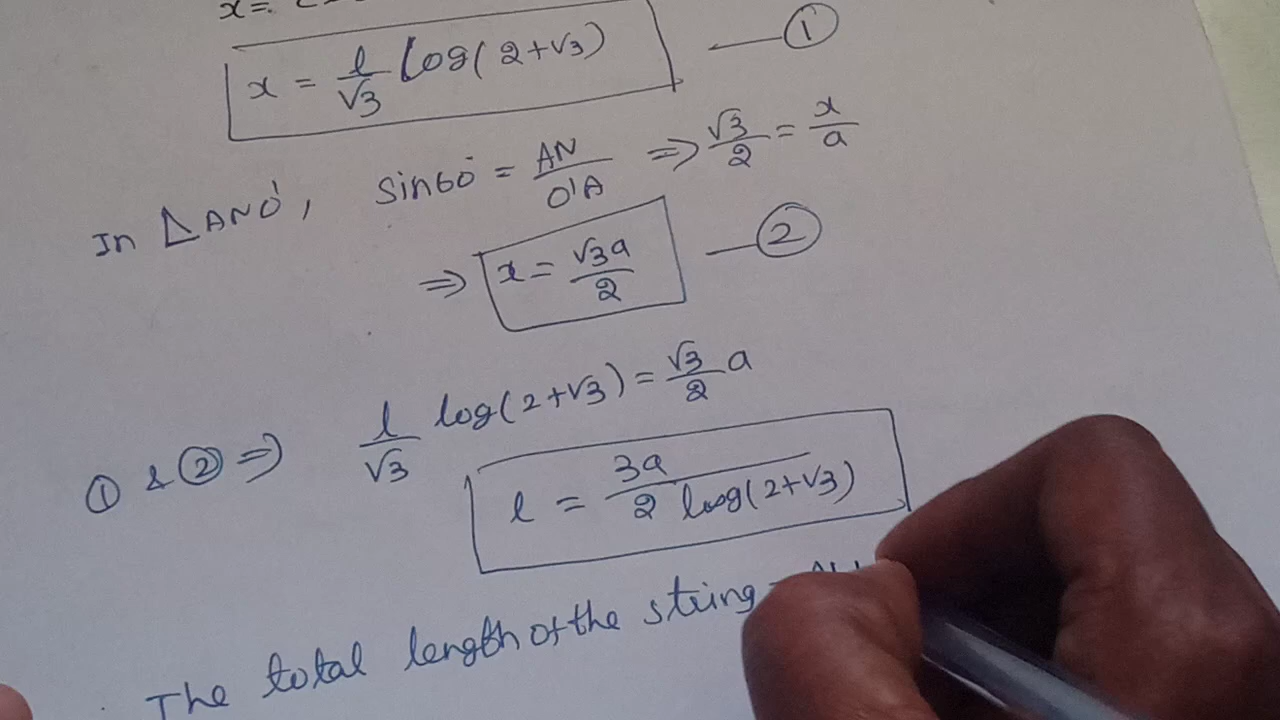 x =
x = l/√3 Log(2+√3) — ①
In △ANO', Sin60° = AN/O'A ⇒ √3/2 = x/a
⇒ x = √3a/2 — ②
① & ② ⇒ l/√3 log(2+√3) = √3/2 a
l = 3a/2 log(2+√3)
The total length of the string =